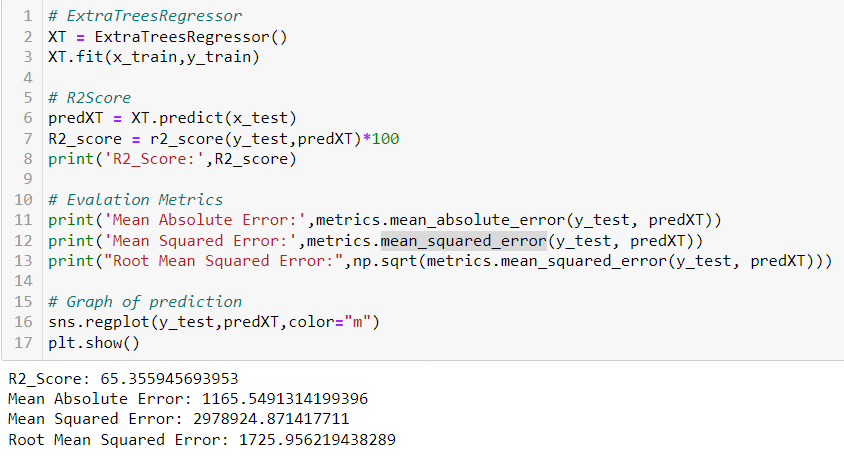 1 # ExtraTreesRegressor
2 XT = ExtraTreesRegressor()
3 XT.fit(x_train,y_train)
4
5 # R2Score
6 predXT = XT.predict(x_test)
7 R2_score = r2_score(y_test,predXT)*100
8 print('R2_Score:',R2_score)
9
10 # Evalation Metrics
11 print('Mean Absolute Error:',metrics.mean_absolute_error(y_test, predXT))
12 print('Mean Squared Error:',metrics.mean_squared_error(y_test, predXT))
13 print("Root Mean Squared Error:",np.sqrt(metrics.mean_squared_error(y_test, predXT)))
14
15 # Graph of prediction
16 sns.regplot(y_test,predXT,color="m")
17 plt.show()
R2_Score: 65.355945693953
Mean Absolute Error: 1165.5491314199396
Mean Squared Error: 2978924.871417711
Root Mean Squared Error: 1725.956219438289